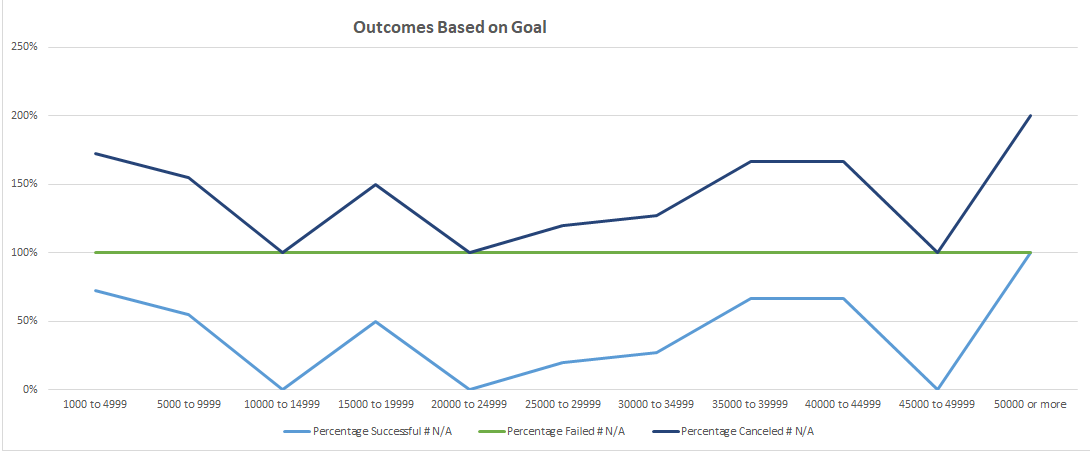 Outcomes Based on Goal
250%
200%
150%
100%
50%
0%
1000 to 4999 5000 to 9999 10000 to 14999 15000 to 19999 20000 to 24999 25000 to 29999 30000 to 34999 35000 to 39999 40000 to 44999 45000 to 49999 50000 or more
Percentage Successful # N/A Percentage Failed # N/A Percentage Canceled # N/A